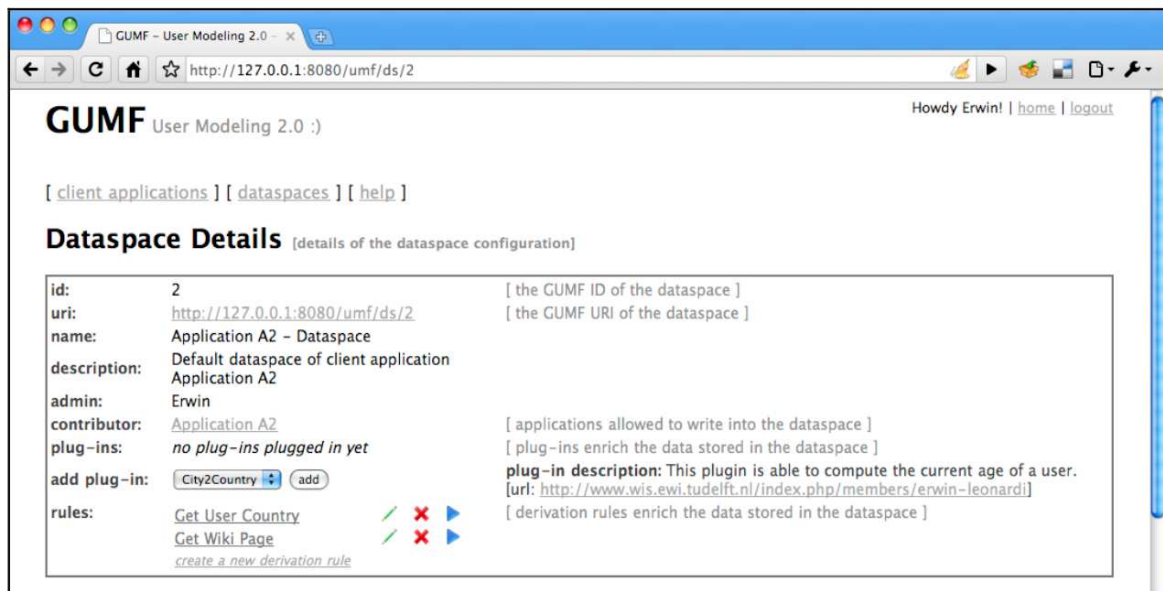 GUMF - User Modeling 2.0 -
http://127.0.0.1:8080/umf/ds/2
Howdy Erwin! | home | logout
GUMF User Modeling 2.0 :)
[ client applications ] [ dataspaces ] [ help ]
Dataspace Details [details of the dataspace configuration]
id: 2 [ the GUMF ID of the dataspace ]
uri: http://127.0.0.1:8080/umf/ds/2 [ the GUMF URI of the dataspace ]
name: Application A2 - Dataspace
description: Default dataspace of client application
Application A2
admin: Erwin
contributor: Application A2 [ applications allowed to write into the dataspace ]
plug-ins: no plug-ins plugged in yet [ plug-ins enrich the data stored in the dataspace ]
add plug-in: City2Country add plug-in description: This plugin is able to compute the current age of a user.
[url: http://www.wis.ewi.tudelft.nl/index.php/members/erwin-leonardi]
rules: Get User Country [ derivation rules enrich the data stored in the dataspace ]
Get Wiki Page
create a new derivation rule